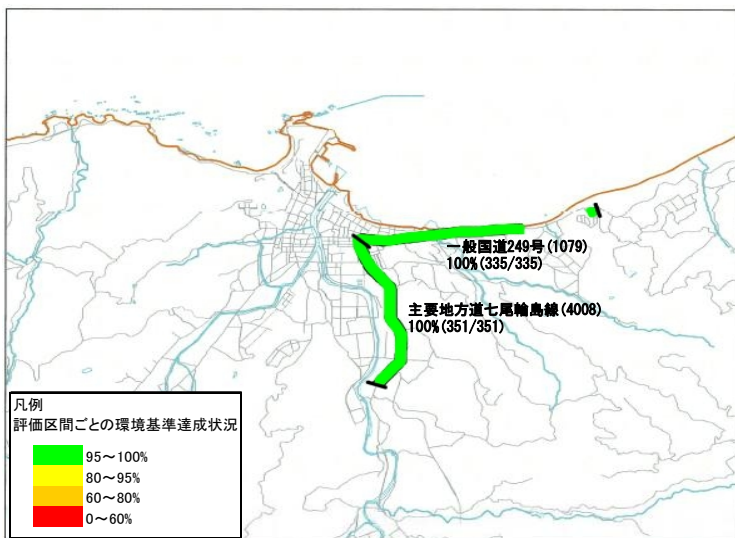 一般国道249号(1079)
100%(335/335)
主要地方道七尾輪島線(4008)
100%(351/351)
凡例
評価区間ごとの環境基準達成状況
95～100%
80～95%
60～80%
0～60%